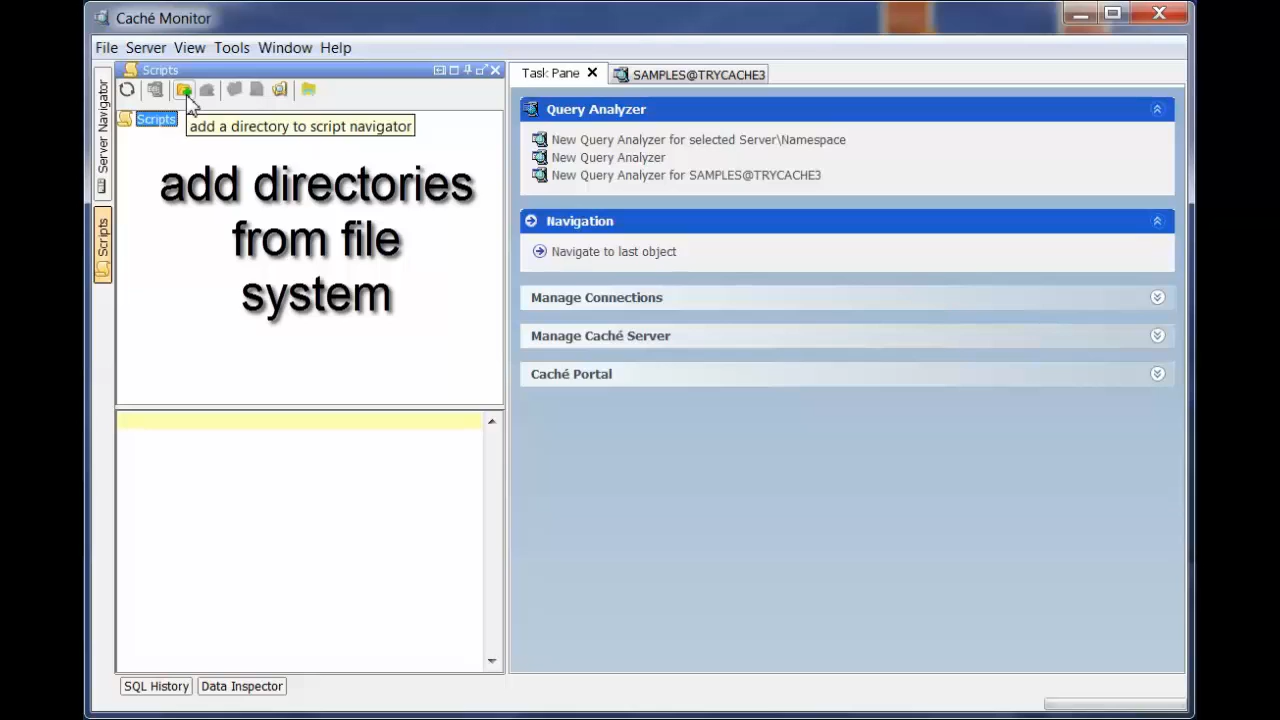 Caché Monitor
File Server View Tools Window Help
Server Navigator
Scripts
Scripts
Scripts
add a directory to script navigator
add directories
from file
system
Task: Pane
SAMPLES@TRYCACHE3
Query Analyzer
New Query Analyzer for selected Server\Namespace
New Query Analyzer
New Query Analyzer for SAMPLES@TRYCACHE3
Navigation
Navigate to last object
Manage Connections
Manage Caché Server
Caché Portal
SQL History
Data Inspector